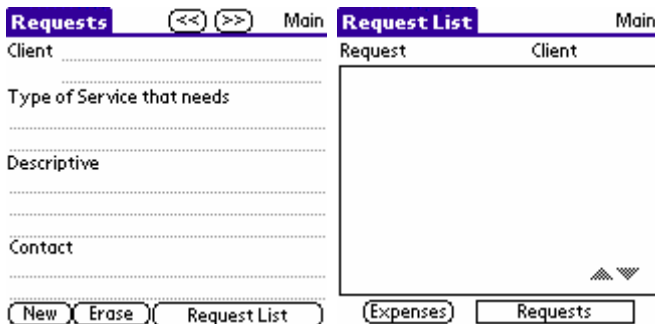 Requests << >> Main
Client
Type of Service that needs
Descriptive
Contact
New Erase Request List
Request List Main
Request Client
Expenses Requests